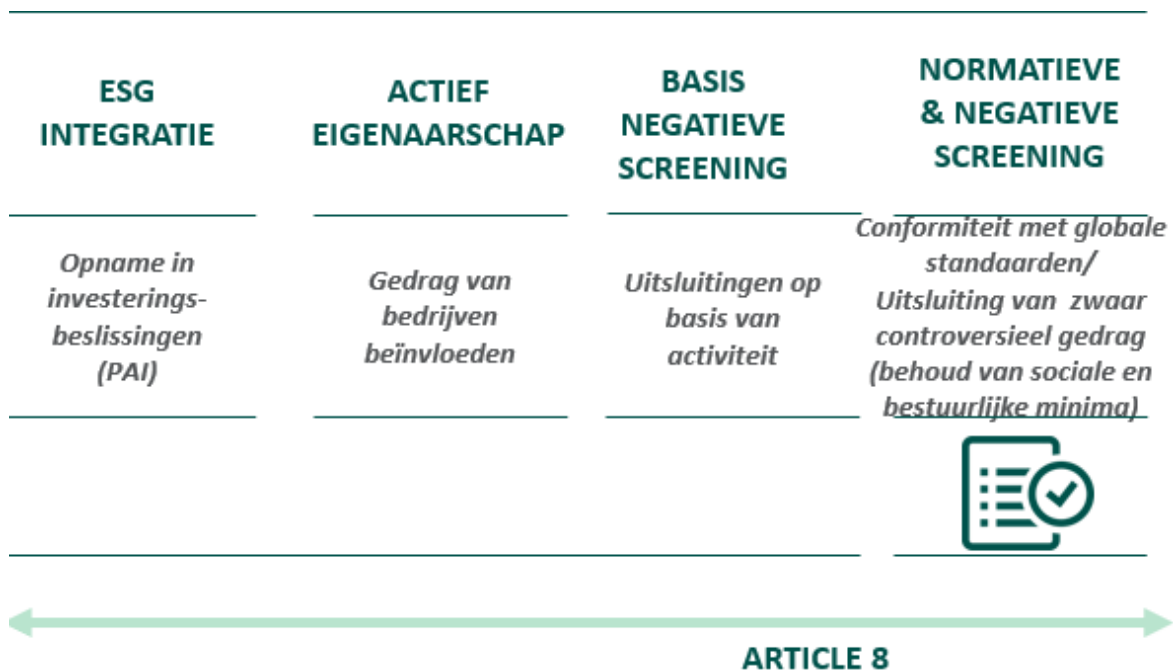 ESG
INTEGRATIE
ACTIEF
EIGENAARSCHAP
BASIS
NEGATIEVE
SCREENING
NORMATIEVE
& NEGATIEVE
SCREENING
Opname in
investerings-
beslissingen
(PAI)
Gedrag van
bedrijven
beïnvloeden
Uitsluitingen op
basis van
activiteit
Conformiteit met globale
standaarden/
Uitsluiting van zwaar
controversieel gedrag
(behoud van sociale en
bestuurlijke minima)
ARTICLE 8